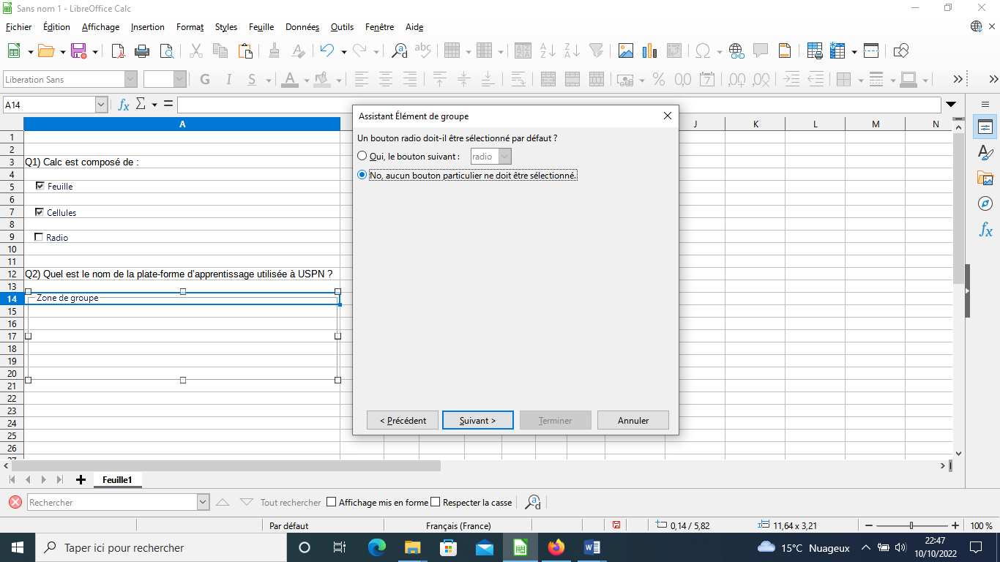 Sans nom 1 - LibreOffice Calc
Fichier Édition Affichage Insertion Format Styles Feuille Données Outils Fenêtre Aide
Liberation Sans
A14
A J K L M N
1
2
3 Q1) Calc est composé de :
4
5 Feuille
6
7 Cellules
8
9 Radio
10
11
12 Q2) Quel est le nom de la plate-forme d'apprentissage utilisée à USPN ?
13
14 Zone de groupe
15
16
17
18
19
20
21
22
23
24
25
26
27
Assistant Élément de groupe
Un bouton radio doit-il être sélectionné par défaut ?
Oui, le bouton suivant : radio
No, aucun bouton particulier ne doit être sélectionné.
< Précédent Suivant > Terminer Annuler
Feuille1
Rechercher Tout rechercher Affichage mis en forme Respecter la casse
Par défaut Français (France) 0,14 / 5,82 11,64 x 3,21 100 %
Taper ici pour rechercher 15°C Nuageux 22:47
10/10/2022